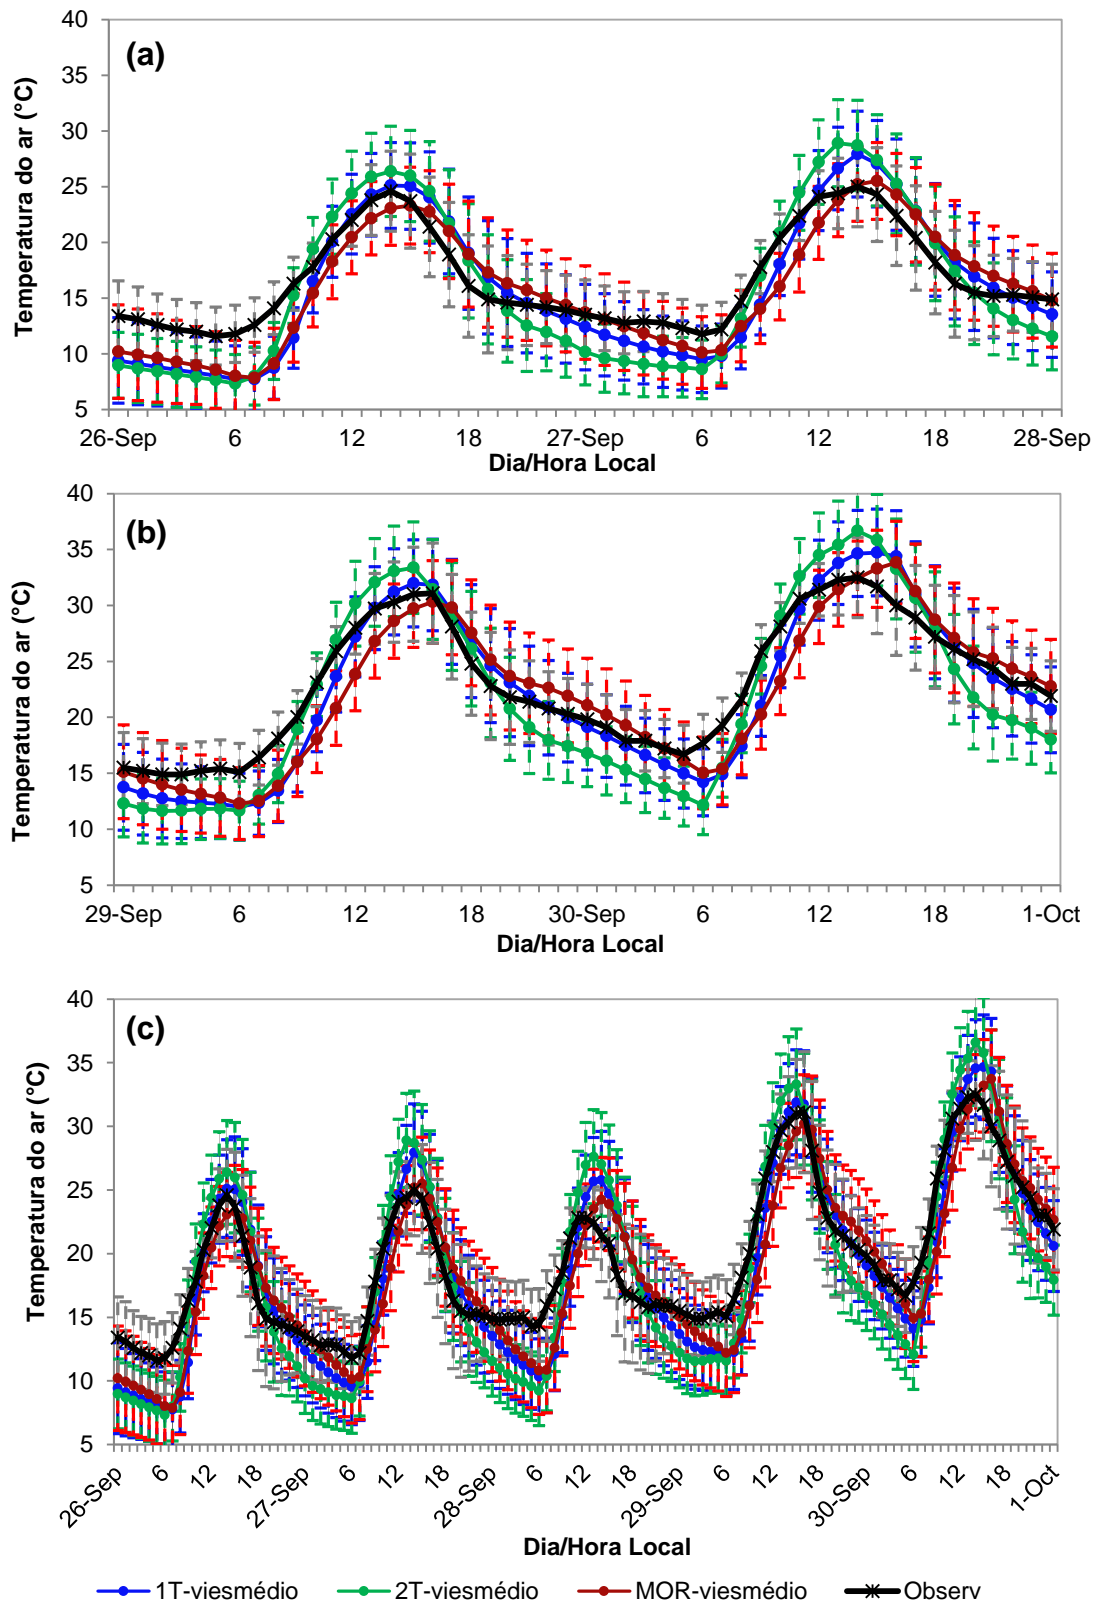 (a)
Temperatura do ar (°C)
40
35
30
25
20
15
10
5
26-Sep 6 12 18 27-Sep 6 12 18 28-Sep
Dia/Hora Local
(b)
Temperatura do ar (°C)
40
35
30
25
20
15
10
5
29-Sep 6 12 18 30-Sep 6 12 18 1-Oct
Dia/Hora Local
(c)
Temperatura do ar (°C)
40
35
30
25
20
15
10
5
26-Sep 6 12 18 27-Sep 6 12 18 28-Sep 6 12 18 29-Sep 6 12 18 30-Sep 6 12 18 1-Oct
Dia/Hora Local
1T-viesmédio 2T-viesmédio MOR-viesmédio Observ